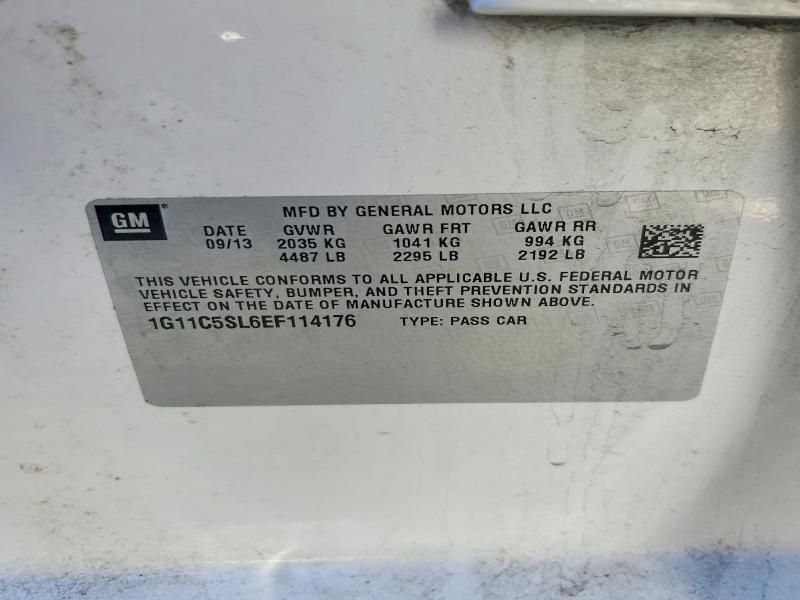 GM ®
MFD BY GENERAL MOTORS LLC
DATE GVWR GAWR FRT GAWR RR
09/13 2035 KG 1041 KG 994 KG
4487 LB 2295 LB 2192 LB
THIS VEHICLE CONFORMS TO ALL APPLICABLE U.S. FEDERAL MOTOR
VEHICLE SAFETY, BUMPER, AND THEFT PREVENTION STANDARDS IN
EFFECT ON THE DATE OF MANUFACTURE SHOWN ABOVE.
1G11C5SL6EF114176 TYPE: PASS CAR